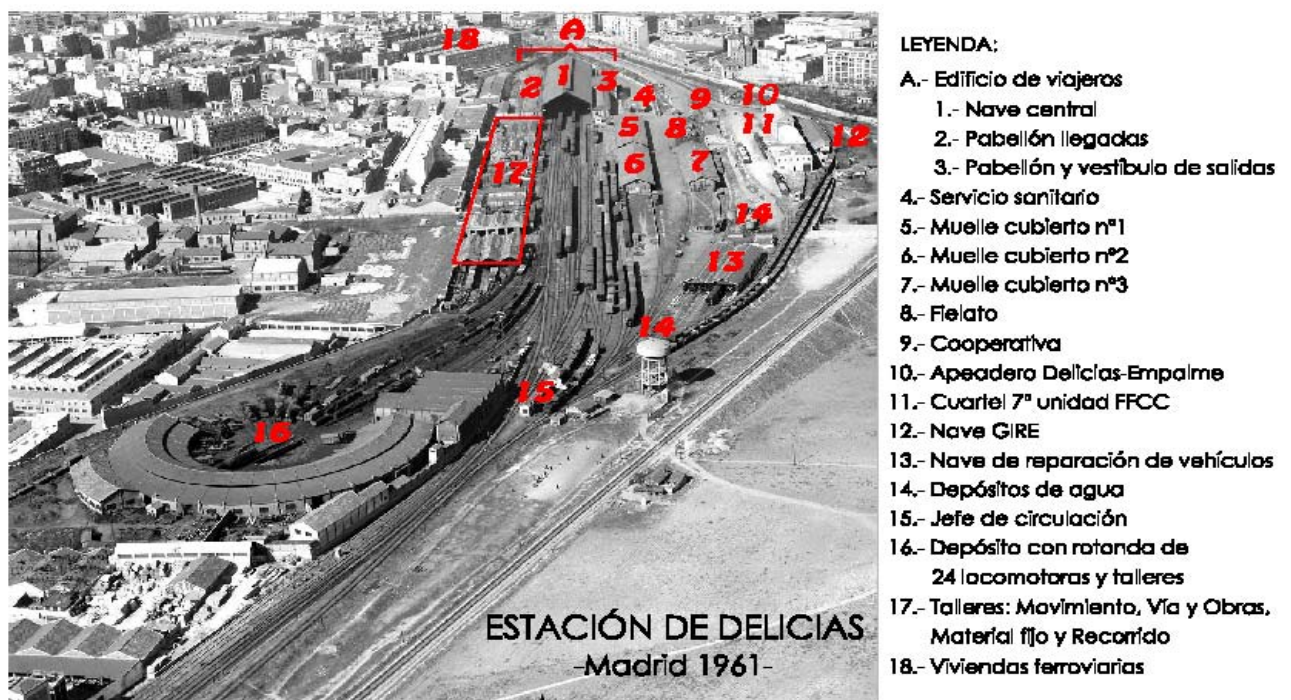 18
A
1
2
3
4
9
10
5
8
11
12
6
7
17
14
13
14
15
16
ESTACIÓN DE DELICIAS
-Madrid 1961-
LEYENDA:
A.- Edificio de viajeros
1.- Nave central
2.- Pabellón llegadas
3.- Pabellón y vestíbulo de salidas
4.- Servicio sanitario
5.- Muelle cubierto nº1
6.- Muelle cubierto nº2
7.- Muelle cubierto nº3
8.- Fielato
9.- Cooperativa
10.- Apeadero Delicias-Empalme
11.- Cuartel 7ª unidad FFCC
12.- Nave GIRE
13.- Nave de reparación de vehículos
14.- Depósitos de agua
15.- Jefe de circulación
16.- Depósito con rotonda de
24 locomotoras y talleres
17.- Talleres: Movimiento, Vía y Obras,
Material fijo y Recorrido
18.- Viviendas ferroviarias